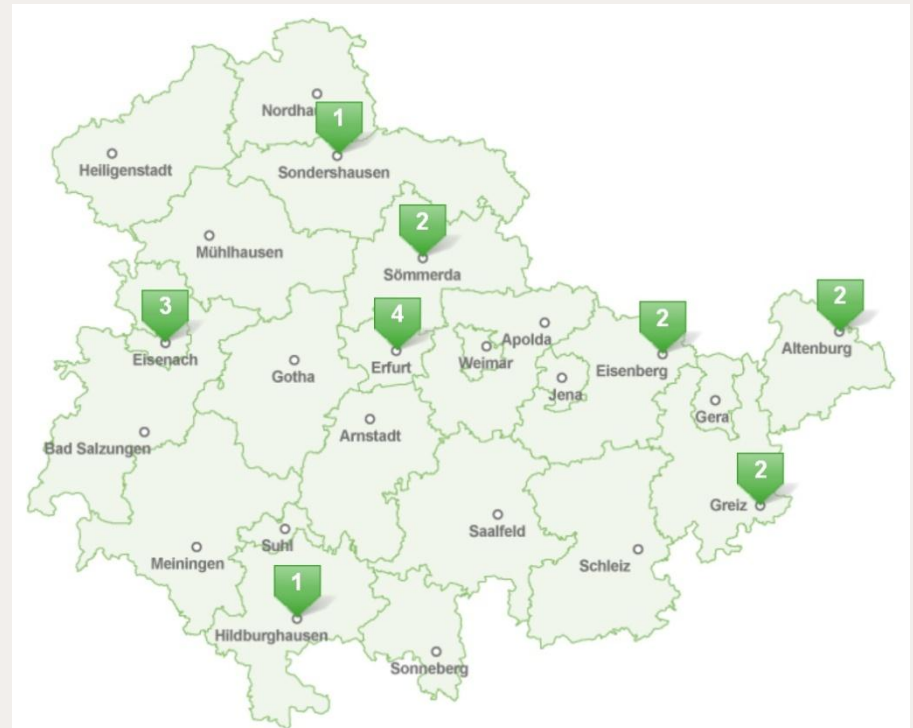 Nordhau
1
Heiligenstadt
Sondershausen
2
Mühlhausen
Sömmerda
3
4
2
2
Eisenach
Gotha
Erfurt
Weimar
Apolda
Jena
Eisenberg
Altenburg
Gera
Arnstadt
Bad Salzungen
2
Greiz
Saalfeld
Suhl
Meiningen
Schleiz
1
Hildburghausen
Sonneberg